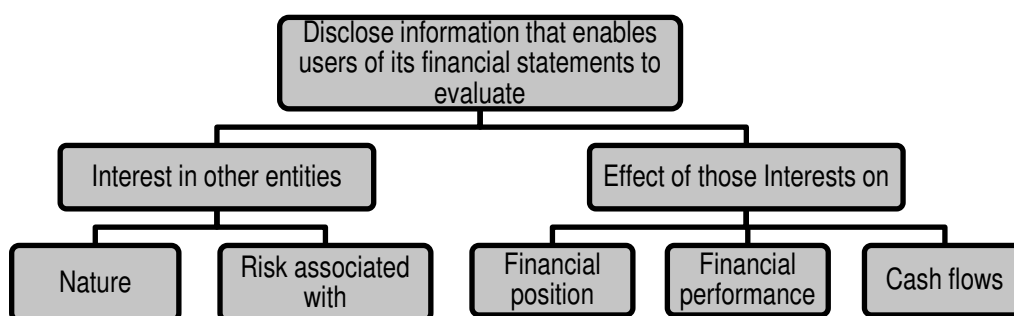 Disclose information that enables
users of its financial statements to
evaluate
Interest in other entities
Effect of those Interests on
Nature
Risk associated
with
Financial
position
Financial
performance
Cash flows